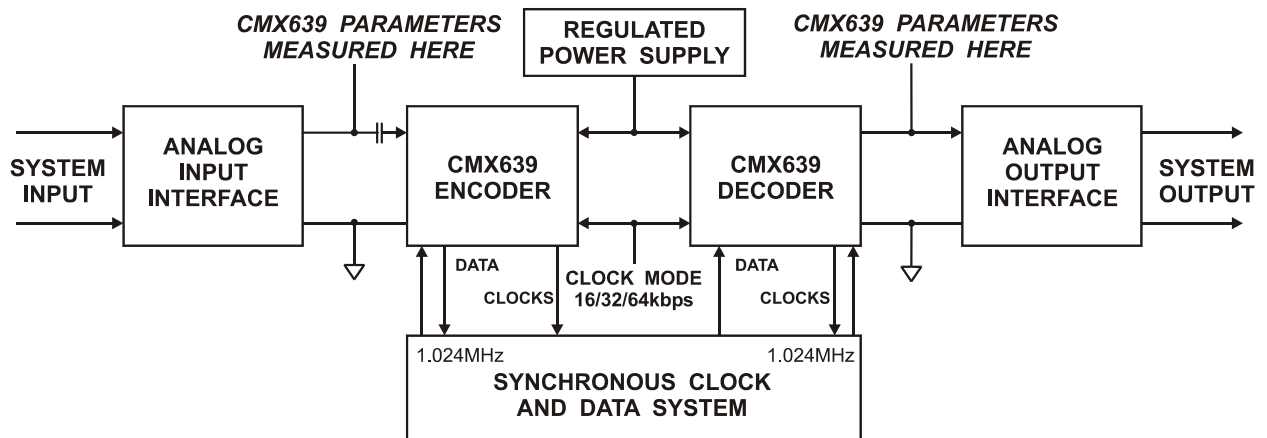 CMX639 PARAMETERS
MEASURED HERE
REGULATED
POWER SUPPLY
CMX639 PARAMETERS
MEASURED HERE
SYSTEM
INPUT
ANALOG
INPUT
INTERFACE
CMX639
ENCODER
CMX639
DECODER
ANALOG
OUTPUT
INTERFACE
SYSTEM
OUTPUT
DATA
CLOCKS
CLOCK MODE
16/32/64kbps
DATA
CLOCKS
1.024MHz
1.024MHz
SYNCHRONOUS CLOCK
AND DATA SYSTEM